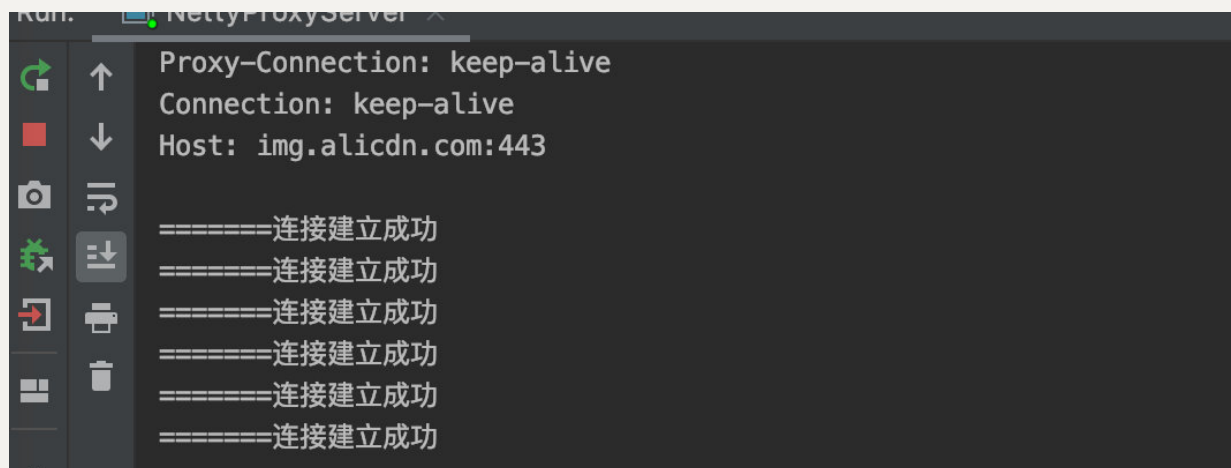 Run: NettyProxyServer ×
Proxy-Connection: keep-alive
Connection: keep-alive
Host: img.alicdn.com:443
=======连接建立成功
=======连接建立成功
=======连接建立成功
=======连接建立成功
=======连接建立成功
=======连接建立成功